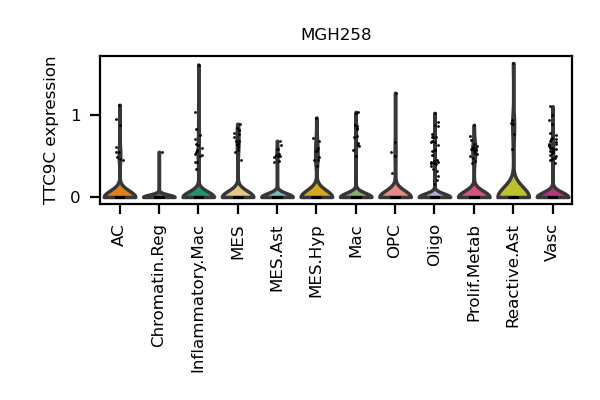 MGH258
TTC9C expression
1
0
AC
Chromatin.Reg
Inflammatory.Mac
MES
MES.Ast
MES.Hyp
Mac
OPC
Oligo
Prolif.Metab
Reactive.Ast
Vasc